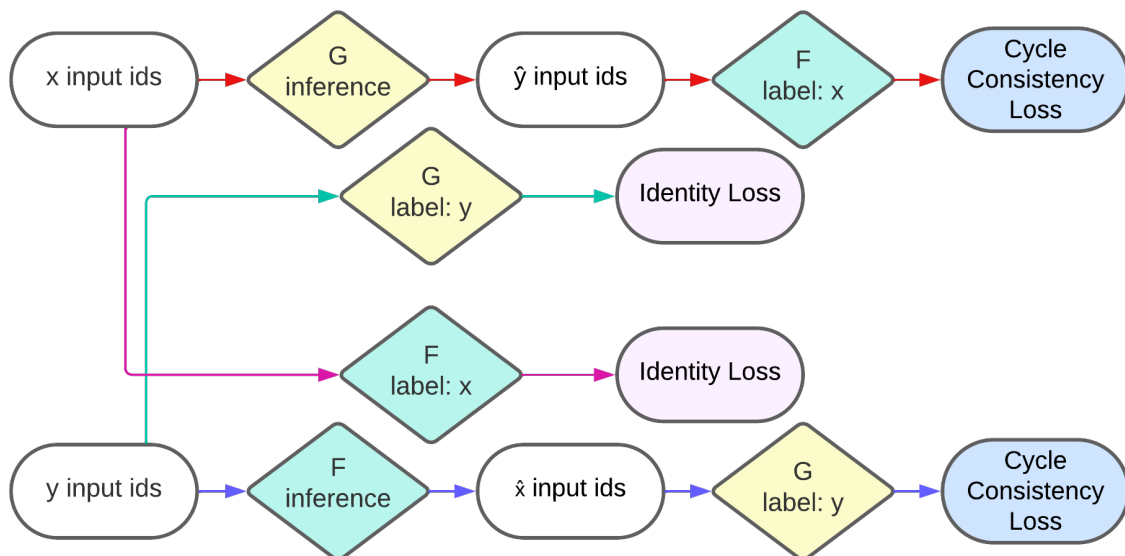 x input ids
G
inference
ŷ input ids
F
label: x
Cycle
Consistency
Loss
G
label: y
Identity Loss
F
label: x
Identity Loss
y input ids
F
inference
x̂ input ids
G
label: y
Cycle
Consistency
Loss